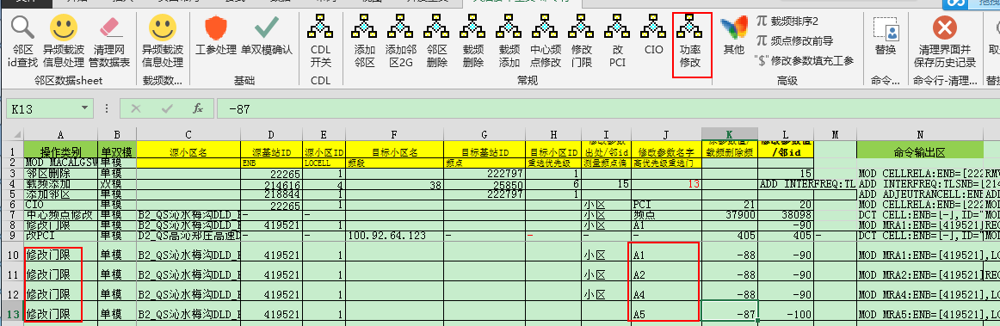 邻区id查找 异频载波信息处理 清理网管数据表 异频载波信息处理 工参处理 单双模确认 CDL开关 添加邻区 添加邻区2G 邻区删除 载频删除 载频添加 中心频点修改 修改门限 改PCI CIO 功率修改 其他 π 载频排序2 替换 清理界面并保存历史记录
π 频点修改前导
"$"修改参数填充工参
邻区数据sheet 载频数... 基础 CDL 常规 高级 命令... 命令行-清理...
K13 fx -87
A B C D E F G H I J K L M N
1 操作类别 单双模 源小区名 源基站ID 源小区ID 目标小区名 目标基站ID 目标小区ID 修改参数出处/邻id 修改参数名字 载频删除频 修改参数值/邻id 命令输出区
2 MOD MACALGSW 单模 ENB LOCELL 频段 频点 重选优先级 测量频点偏 高优先级重选门
3 邻区删除 单模 22265 1 222797 1 15 MOD CELLRELA:ENB=[222
4 载频添加 双模 214616 4 38 25850 6 15 13 ADD INTERFREQ:TL ADD INTERFREQ:TLSNB=[214
5 添加邻区 单模 218844 1 222797 1 ADD ADJEUTRANCELL:ENB
6 CIO 单模 22265 1 小区 PCI 21 20 MOD CELLRELA:ENB=[222
7 中心频点修改 单模 B2_QS沁水梅沟DLD_ - - 小区 频点 37900 38098 DCT CELL:ENB=[-],ID="
8 修改门限 单模 B2_QS沁水梅沟DLD_ 419521 1 小区 A1 -88 -90 MOD MRA1:ENB=[419521]
9 改PCI 单模 D2_QS高沁郑庄高速D - - 100.92.64.123 - - - - 405 405 - DCT CELL:ENB=[-],ID="
10 修改门限 单模 B2_QS沁水梅沟DLD_ 419521 1 小区 A1 -88 -90 MOD MRA1:ENB=[419521],LO
11 修改门限 单模 B2_QS沁水梅沟DLD_ 419521 1 小区 A2 -88 -90 MOD MRA2:ENB=[419521]
12 修改门限 单模 B2_QS沁水梅沟DLD_ 419521 1 小区 A4 -88 -90 MOD MRA4:ENB=[419521],LO
13 修改门限 单模 B2_QS沁水梅沟DLD_ 419521 1 A5 -87 -100 MOD MRA5:ENB=[419521],LO